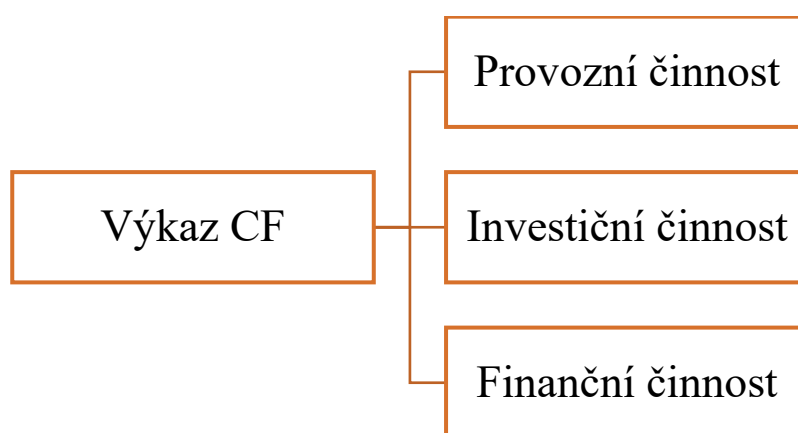 Provozní činnost
Výkaz CF
Investiční činnost
Finanční činnost